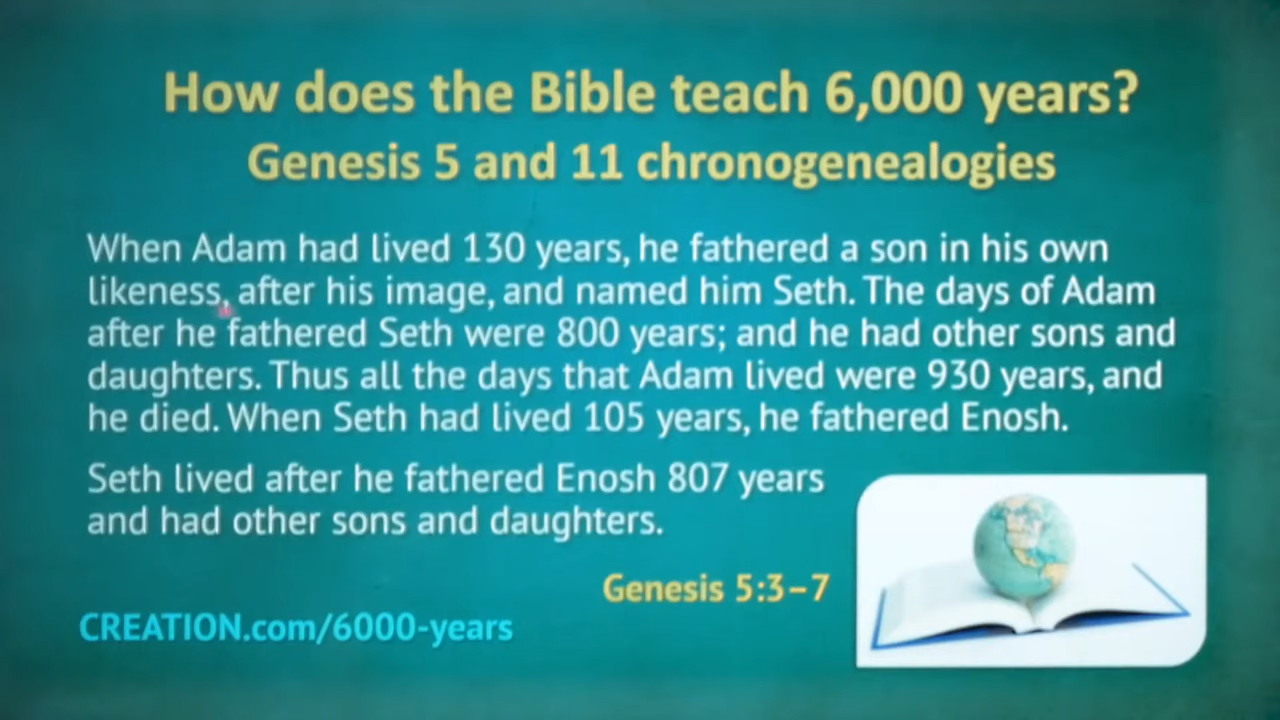 How does the Bible teach 6,000 years?
Genesis 5 and 11 chronogenealogies
When Adam had lived 130 years, he fathered a son in his own
likeness, after his image, and named him Seth. The days of Adam
after he fathered Seth were 800 years; and he had other sons and
daughters. Thus all the days that Adam lived were 930 years, and
he died. When Seth had lived 105 years, he fathered Enosh.
Seth lived after he fathered Enosh 807 years
and had other sons and daughters.
Genesis 5:3–7
CREATION.com/6000-years